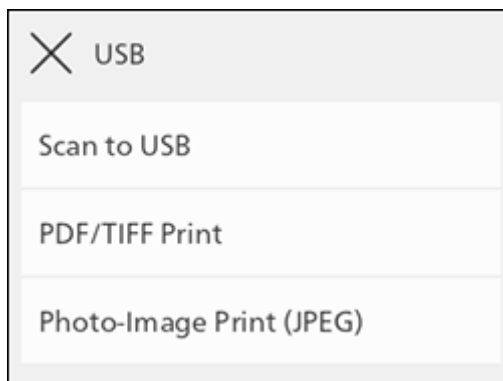 USB
Scan to USB
PDF/TIFF Print
Photo-Image Print (JPEG)